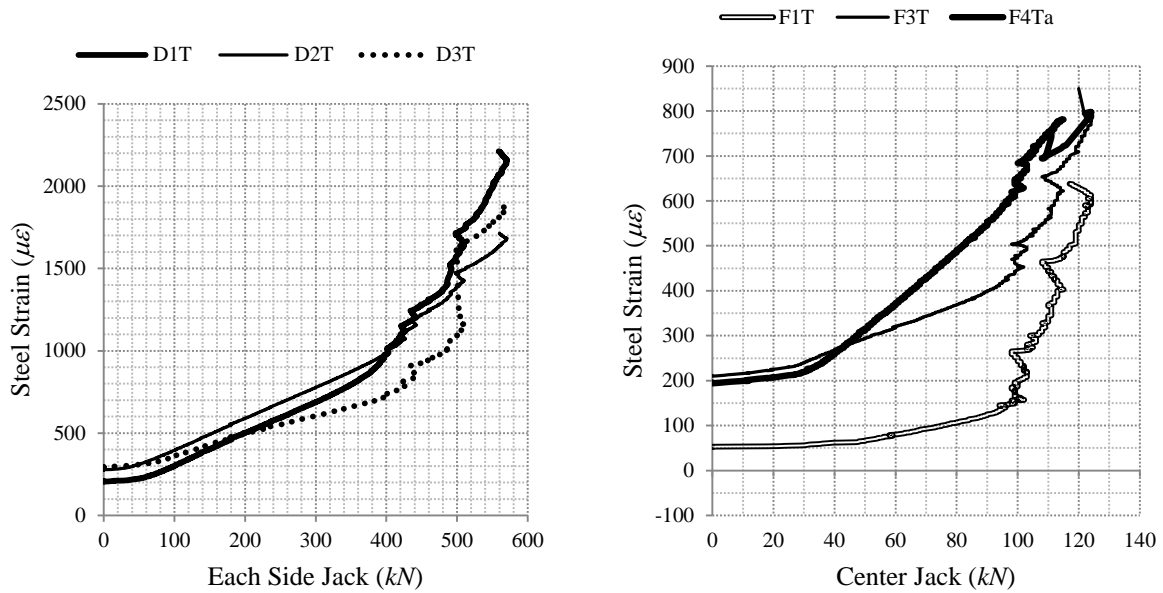 D1T D2T D3T
2500
2000
1500
1000
500
0
0 100 200 300 400 500 600
Steel Strain (με)
Each Side Jack (kN)
F1T F3T F4Ta
900
800
700
600
500
400
300
200
100
0
-100
0 20 40 60 80 100 120 140
Steel Strain (με)
Center Jack (kN)